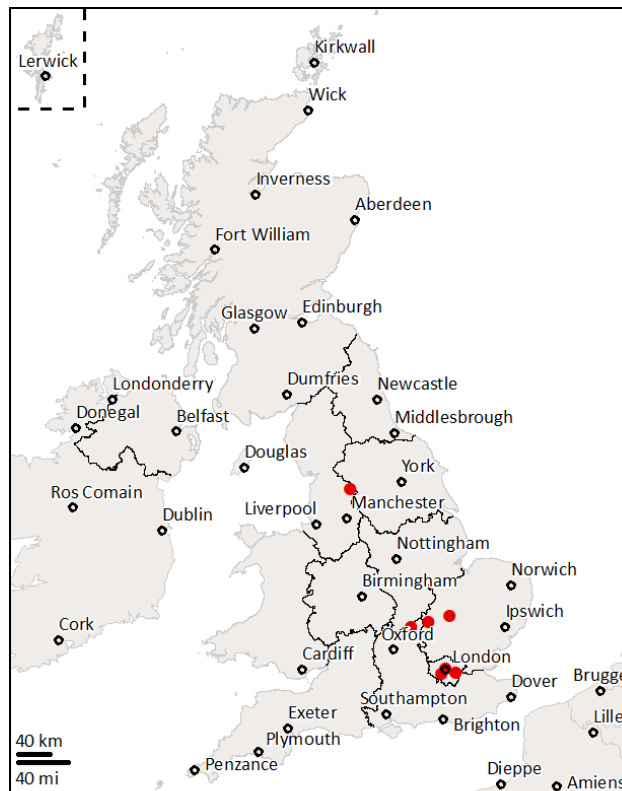 Kirkwall
Lerwick
Wick
Inverness
Aberdeen
Fort William
Glasgow
Edinburgh
Londonderry
Dumfries
Newcastle
Donegal
Belfast
Middlesbrough
Douglas
York
Ros Comain
Liverpool
Manchester
Dublin
Nottingham
Birmingham
Norwich
Cork
Oxford
Ipswich
Cardiff
London
Southampton
Dover
Brugge
Exeter
Brighton
Lille
40 km
Plymouth
40 mi
Penzance
Dieppe
Amiens